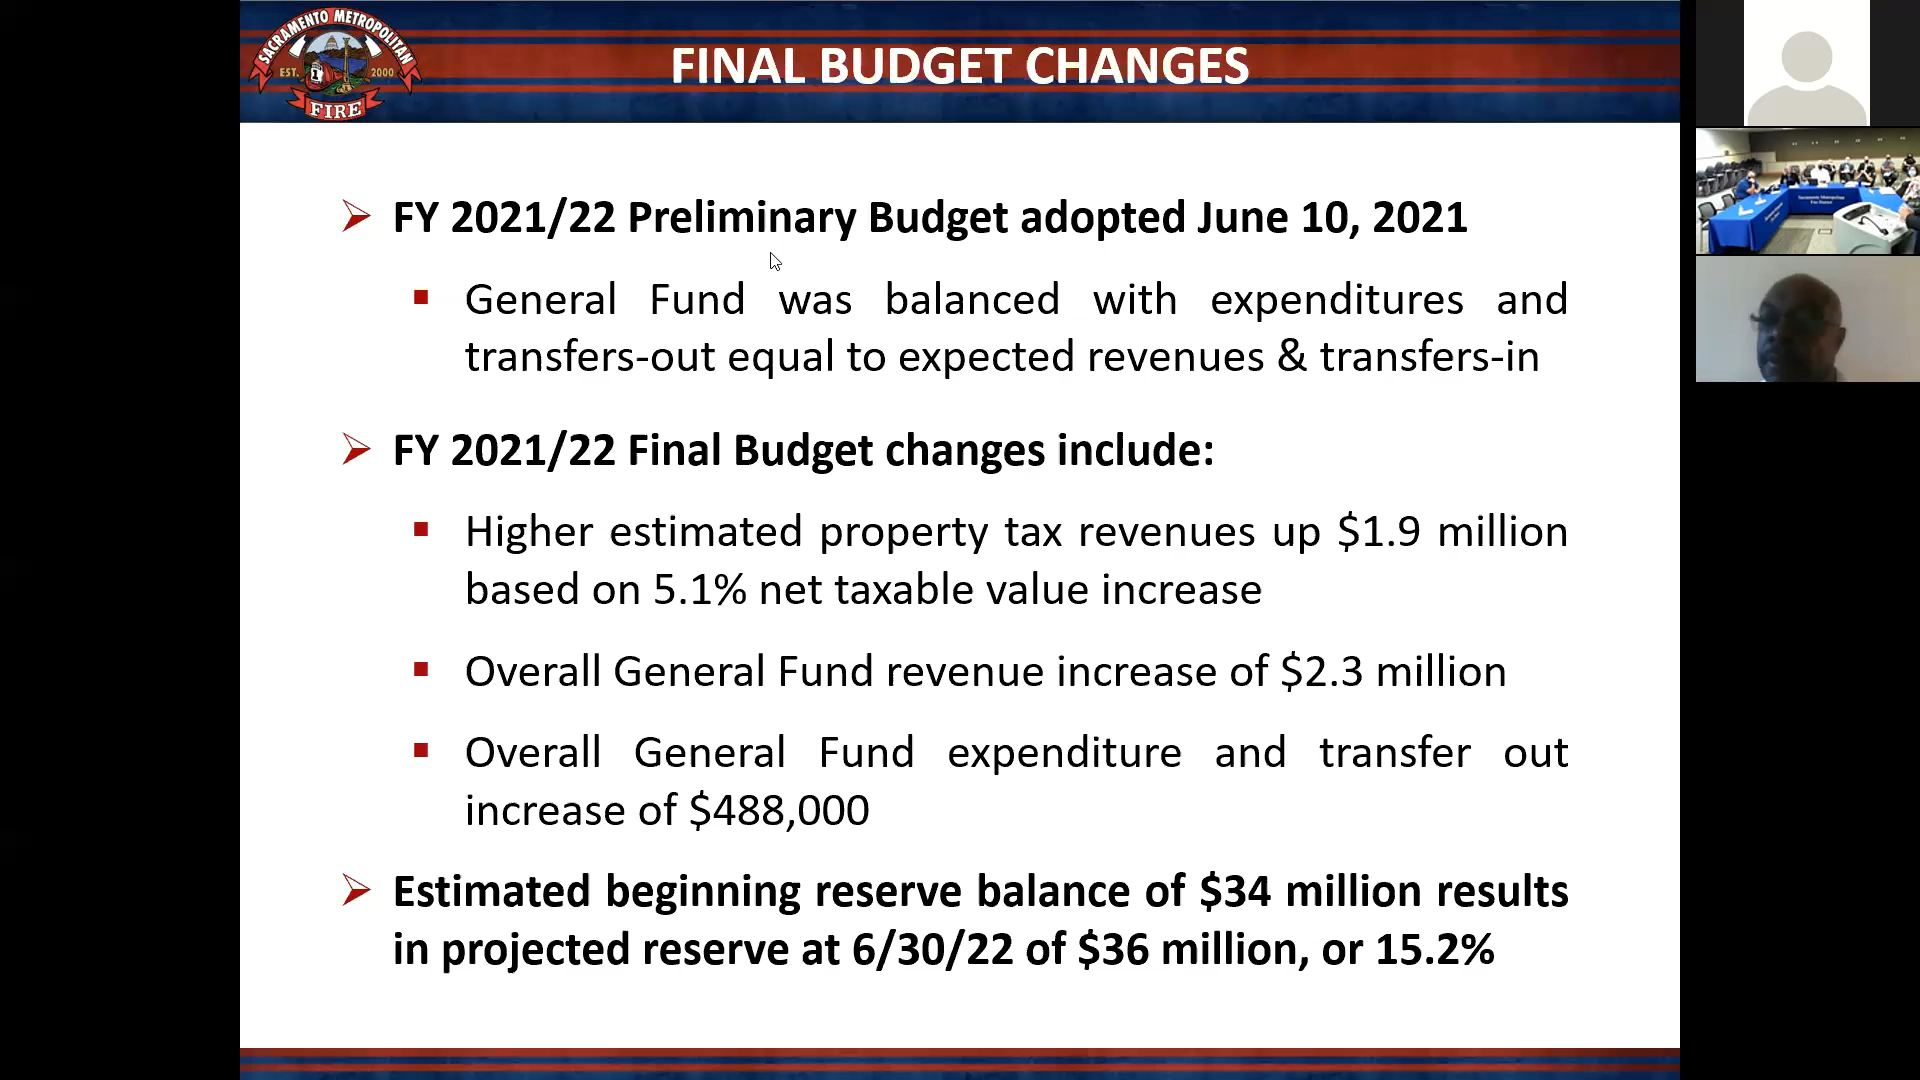 SACRAMENTO METROPOLITAN
EST. 2000
FIRE
FINAL BUDGET CHANGES
FY 2021/22 Preliminary Budget adopted June 10, 2021
General Fund was balanced with expenditures and
transfers-out equal to expected revenues & transfers-in
FY 2021/22 Final Budget changes include:
Higher estimated property tax revenues up $1.9 million
based on 5.1% net taxable value increase
Overall General Fund revenue increase of $2.3 million
Overall General Fund expenditure and transfer out
increase of $488,000
Estimated beginning reserve balance of $34 million results
in projected reserve at 6/30/22 of $36 million, or 15.2%
Sacramento Metropolitan
Fire District